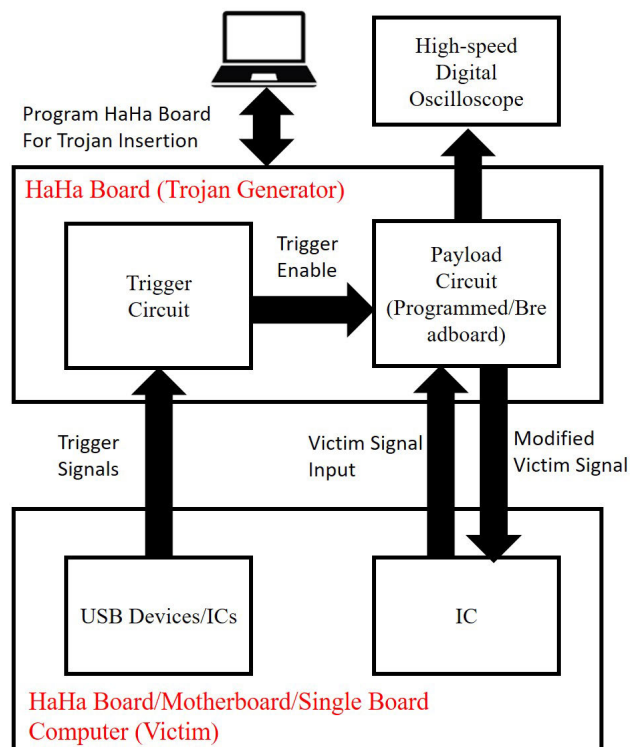 High-speed
Digital
Oscilloscope
Program HaHa Board
For Trojan Insertion
HaHa Board (Trojan Generator)
Trigger
Circuit
Trigger
Enable
Payload
Circuit
(Programmed/Bre
adboard)
Trigger
Signals
Victim Signal
Input
Modified
Victim Signal
USB Devices/ICs
IC
HaHa Board/Motherboard/Single Board
Computer (Victim)